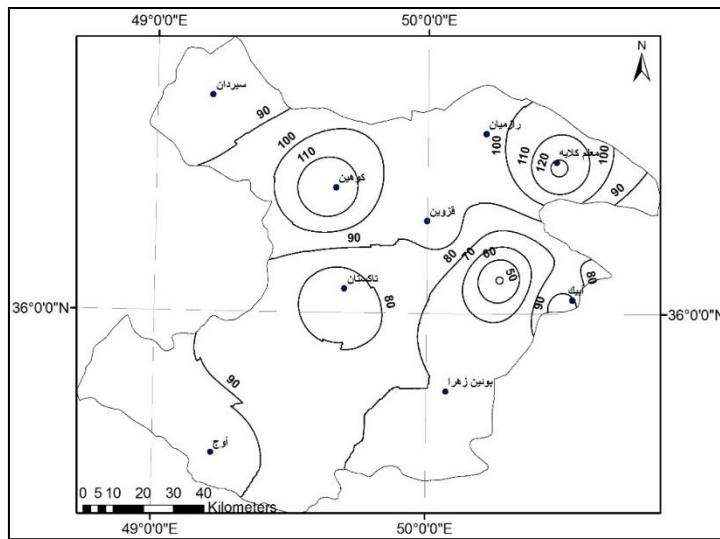 49°0'0"E
50°0'0"E
N
سیردان
90
100
110
کوهین
رازمیان
100
110
120
معلم کلایه
100
90
قزوین
90
80
70
60
50
80
90
آبیک
تاکستان
80
36°0'0"N
36°0'0"N
90
بوئین زهرا
آوج
0 5 10 20 30 40
Kilometers
49°0'0"E
50°0'0"E